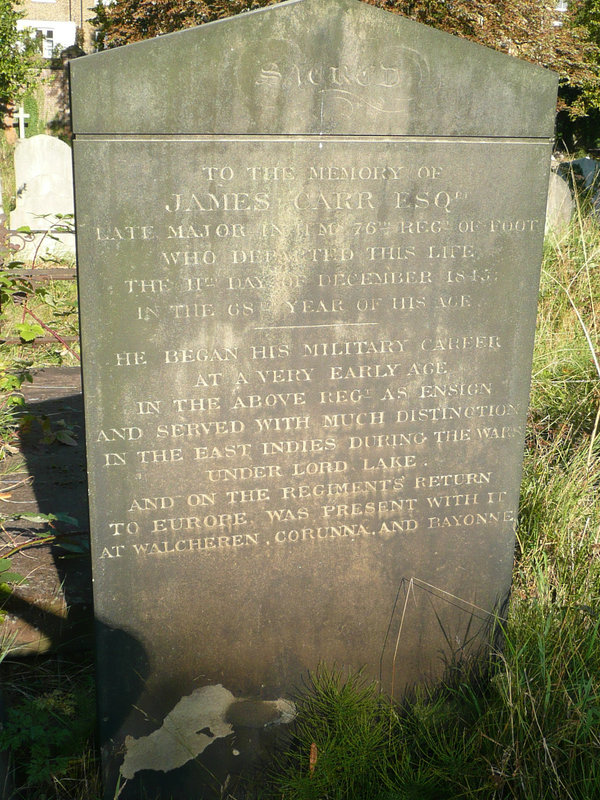 SACRED
TO THE MEMORY OF
JAMES CARR ESQR
LATE MAJOR IN H.M. 76TH REGT OF FOOT
WHO DEPARTED THIS LIFE
THE 11TH DAY OF DECEMBER 1845.
IN THE 68TH YEAR OF HIS AGE.
HE BEGAN HIS MILITARY CAREER
AT A VERY EARLY AGE
IN THE ABOVE REGT AS ENSIGN
AND SERVED WITH MUCH DISTINCTION
IN THE EAST INDIES DURING THE WARS
UNDER LORD LAKE.
AND ON THE REGIMENTS RETURN
TO EUROPE, WAS PRESENT WITH IT
AT WALCHEREN, CORUNNA, AND BAYONNE.